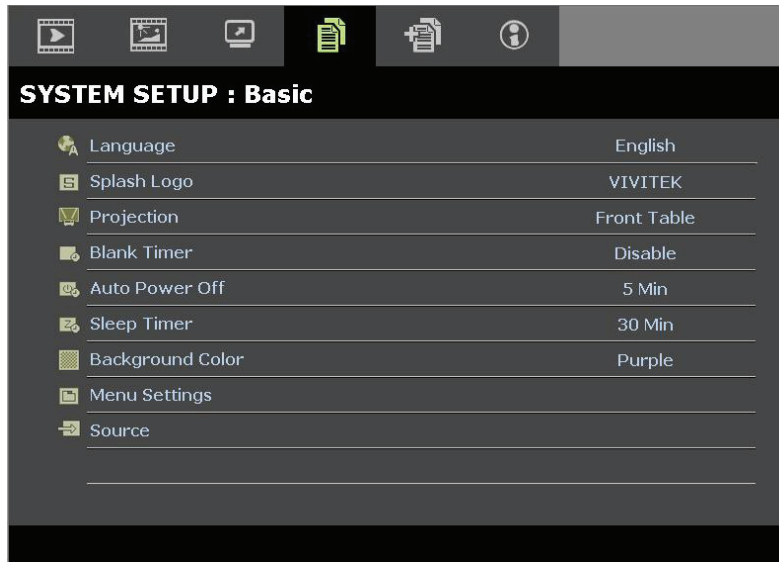 SYSTEM SETUP : Basic
Language English
Splash Logo VIVITEK
Projection Front Table
Blank Timer Disable
Auto Power Off 5 Min
Sleep Timer 30 Min
Background Color Purple
Menu Settings
Source